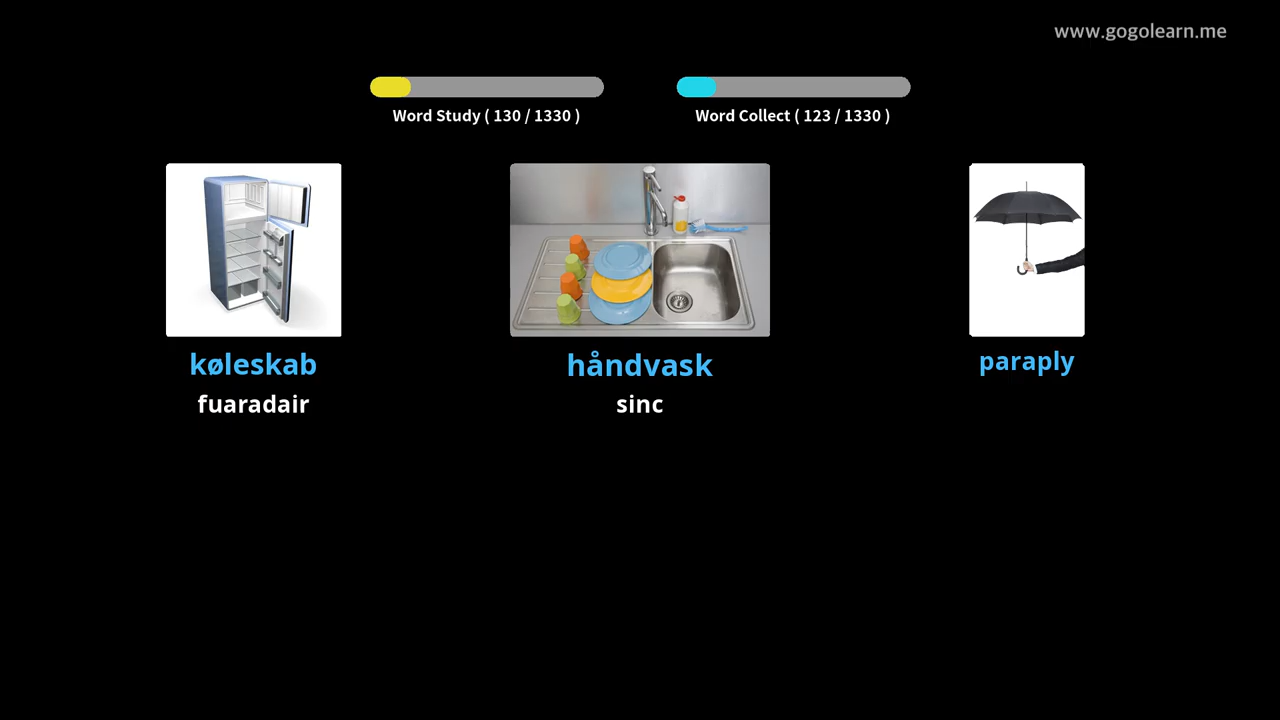 www.gogolearn.me
Word Study ( 130 / 1330 )
Word Collect ( 123 / 1330 )
køleskab
håndvask
paraply
fuaradair
sinc